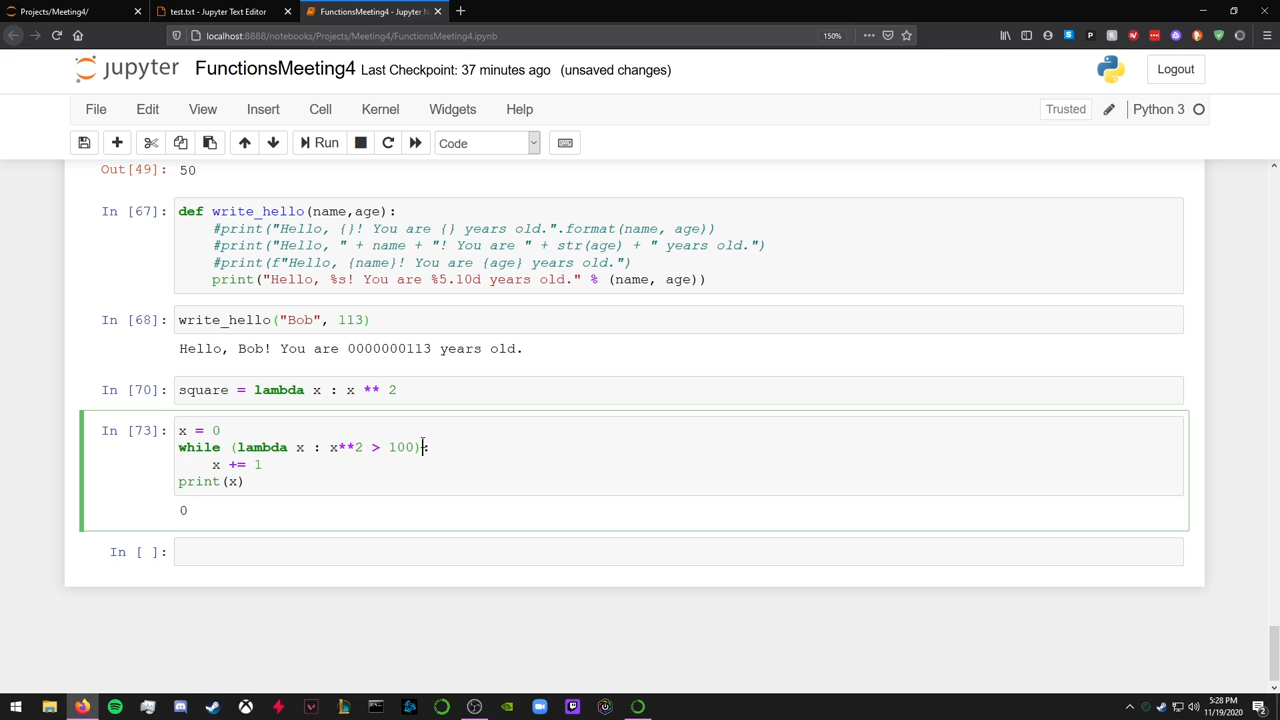 Projects/Meeting4/
test.txt - Jupyter Text Editor
FunctionsMeeting4 - Jupyter N
localhost:8888/notebooks/Projects/Meeting4/FunctionsMeeting4.ipynb
150%
jupyter
FunctionsMeeting4 Last Checkpoint: 37 minutes ago (unsaved changes)
Logout
File Edit View Insert Cell Kernel Widgets Help
Trusted
Python 3
Run
Code
Out[49]: 50
In [67]: def write_hello(name,age):
#print("Hello, {}! You are {} years old.".format(name, age))
#print("Hello, " + name + "! You are " + str(age) + " years old.")
#print(f"Hello, {name}! You are {age} years old.")
print("Hello, %s! You are %5.10d years old." % (name, age))
In [68]: write_hello("Bob", 113)
Hello, Bob! You are 0000000113 years old.
In [70]: square = lambda x : x ** 2
In [73]: x = 0
while (lambda x : x**2 > 100):
x += 1
print(x)
0
In [ ]:
5:28 PM
11/19/2020
2